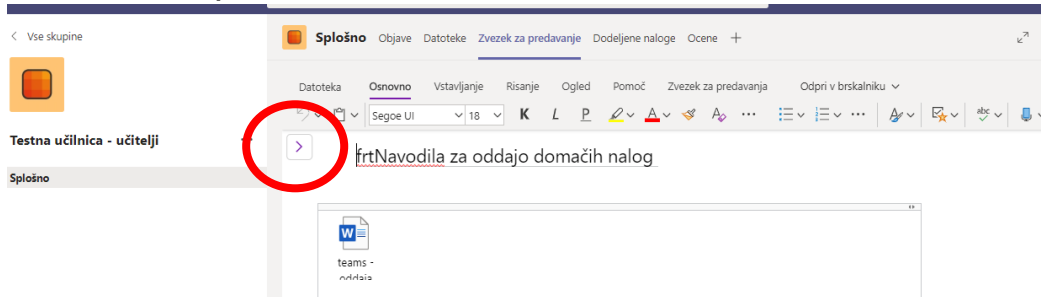 Vse skupine
Testna učilnica - učitelji
Splošno
Splošno Objave Datoteke Zvezek za predavanje Dodeljene naloge Ocene +
Datoteka Osnovno Vstavljanje Risanje Ogled Pomoč Zvezek za predavanja Odpri v brskalniku
Segoe UI 18 K L P A A abc
frtNavodila za oddajo domačih nalog
W
teams -
oddaja